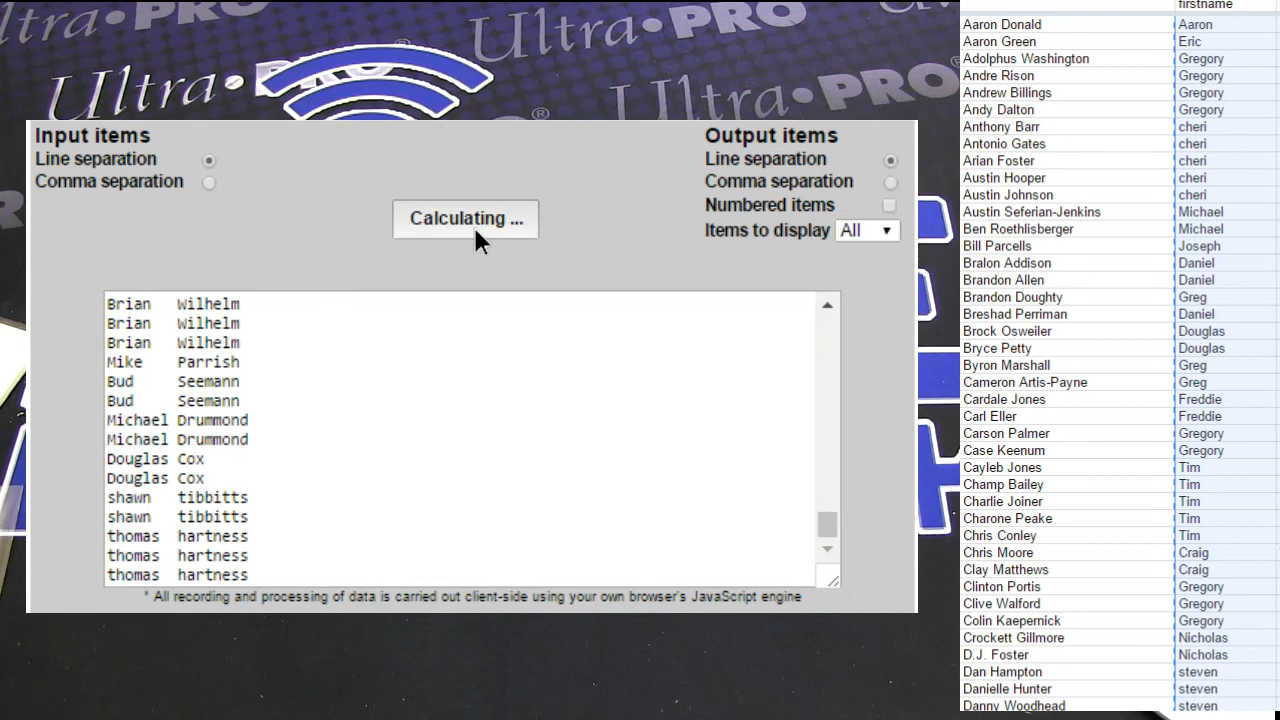 Ultra•PRO
Ultra•PRO
Ultra•PRO
Ultra•PRO
Input items
Line separation
Comma separation
Calculating ...
Output items
Line separation
Comma separation
Numbered items
Items to display All
Brian Wilhelm
Brian Wilhelm
Brian Wilhelm
Mike Parrish
Bud Seemann
Bud Seemann
Michael Drummond
Michael Drummond
Douglas Cox
Douglas Cox
shawn tibbitts
shawn tibbitts
thomas hartness
thomas hartness
thomas hartness
* All recording and processing of data is carried out client-side using your own browser's JavaScript engine
firstname
Aaron Donald Aaron
Aaron Green Eric
Adolphus Washington Gregory
Andre Rison Gregory
Andrew Billings Gregory
Andy Dalton Gregory
Anthony Barr cheri
Antonio Gates cheri
Arian Foster cheri
Austin Hooper cheri
Austin Johnson cheri
Austin Seferian-Jenkins Michael
Ben Roethlisberger Michael
Bill Parcells Joseph
Bralon Addison Daniel
Brandon Allen Daniel
Brandon Doughty Greg
Breshad Perriman Daniel
Brock Osweiler Douglas
Bryce Petty Douglas
Byron Marshall Greg
Cameron Artis-Payne Greg
Cardale Jones Freddie
Carl Eller Freddie
Carson Palmer Gregory
Case Keenum Gregory
Cayleb Jones Tim
Champ Bailey Tim
Charlie Joiner Tim
Charone Peake Tim
Chris Conley Tim
Chris Moore Craig
Clay Matthews Craig
Clinton Portis Gregory
Clive Walford Gregory
Colin Kaepernick Gregory
Crockett Gillmore Nicholas
D.J. Foster Nicholas
Dan Hampton steven
Danielle Hunter steven
Danny Woodhead steven